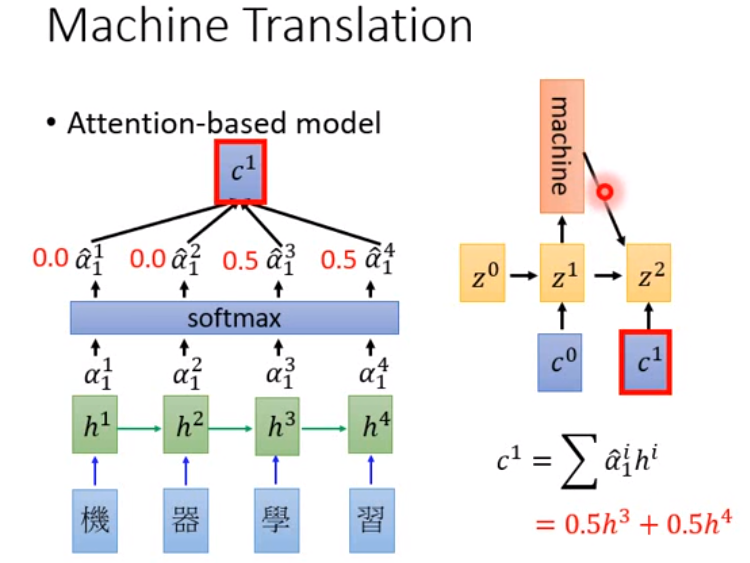 Machine Translation
• Attention-based model
c¹
0.0 α̂₁¹ 0.0 α̂₁² 0.5 α̂₁³ 0.5 α̂₁⁴
softmax
α₁¹ α₁² α₁³ α₁⁴
h¹ h² h³ h⁴
機 器 學 習
machine
z⁰ z¹ z²
c⁰ c¹
c¹ = ∑ α̂₁ⁱhⁱ
= 0.5h³ + 0.5h⁴